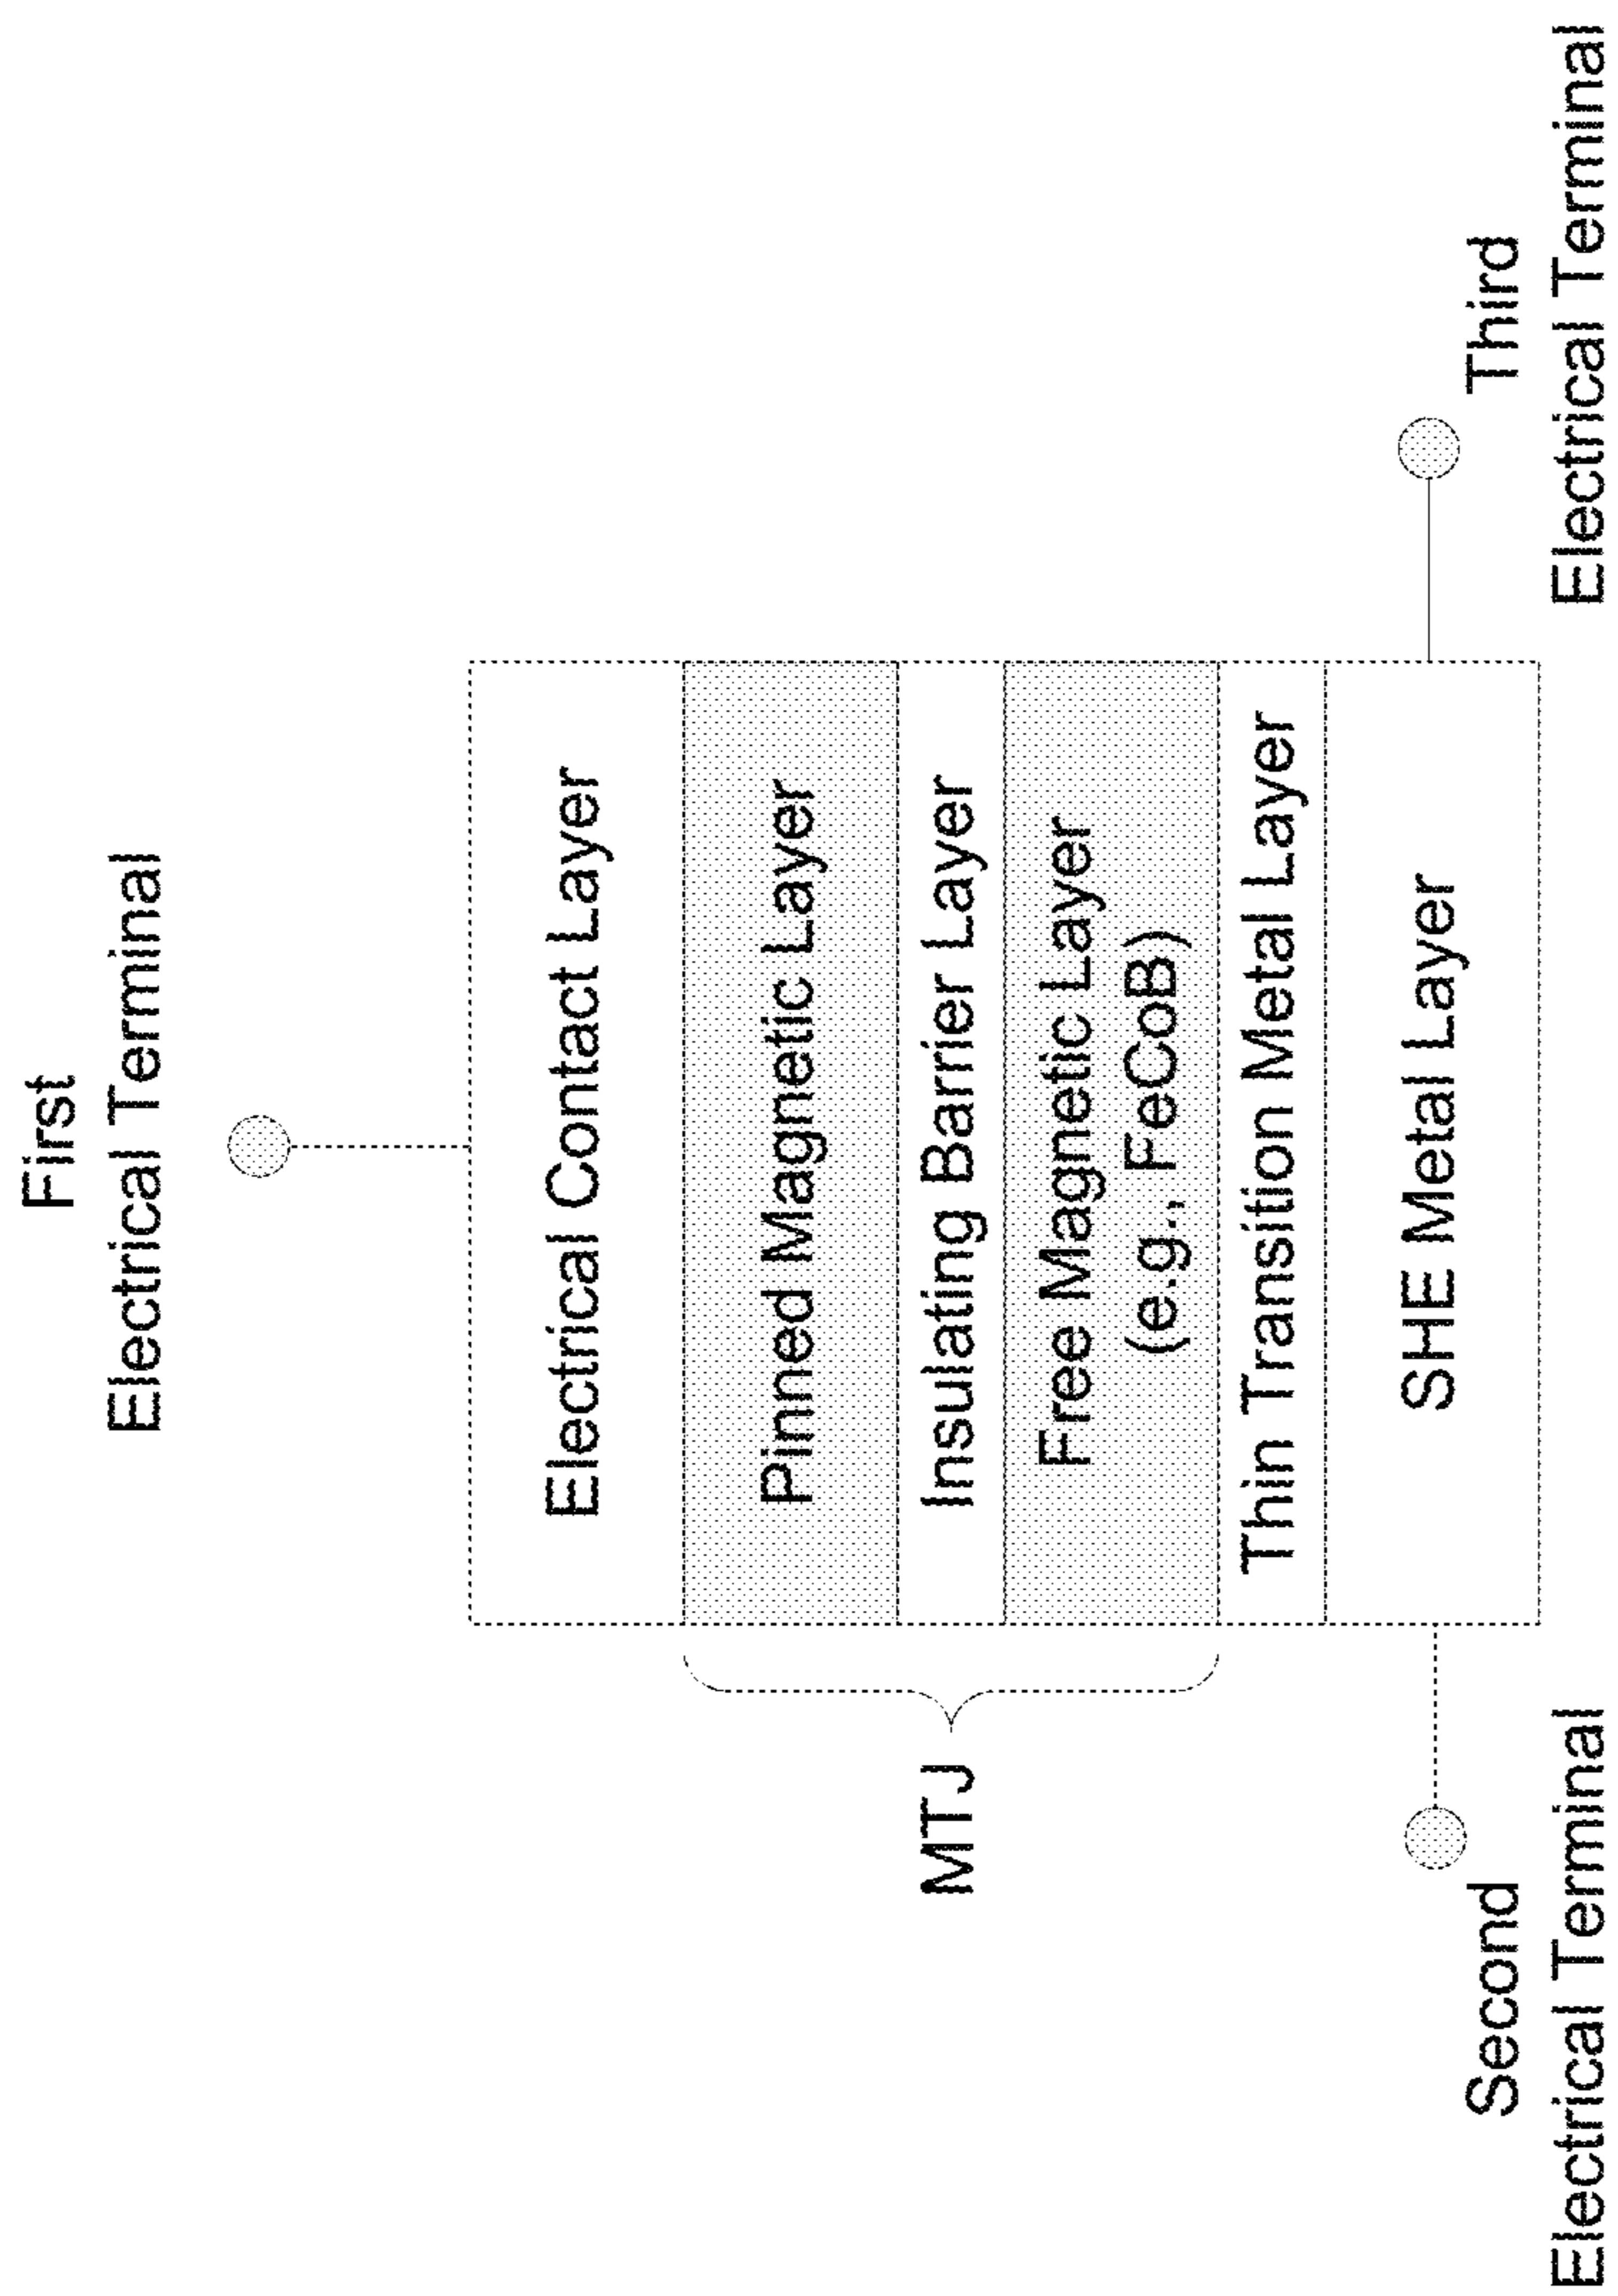 First
Electrical Terminal
Electrical Contact Layer
Pinned Magnetic Layer
MTJ
Insulating Barrier Layer
Free Magnetic Layer
(e.g., FeCoB)
Thin Transition Metal Layer
SHE Metal Layer
Second
Electrical Terminal
Third
Electrical Terminal